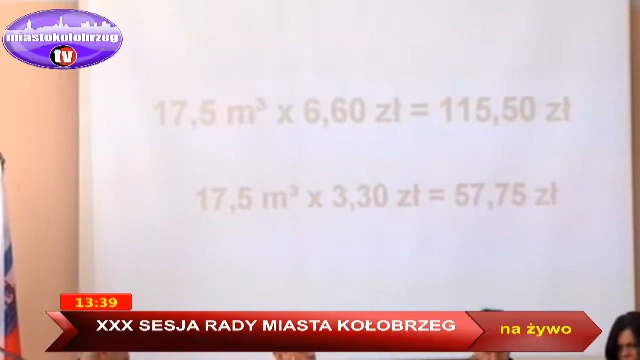 miastokolobrzeg
tv
17,5 m³ x 6,60 zł = 115,50 zł
17,5 m³ x 3,30 zł = 57,75 zł
13:39
XXX SESJA RADY MIASTA KOŁOBRZEG
na żywo